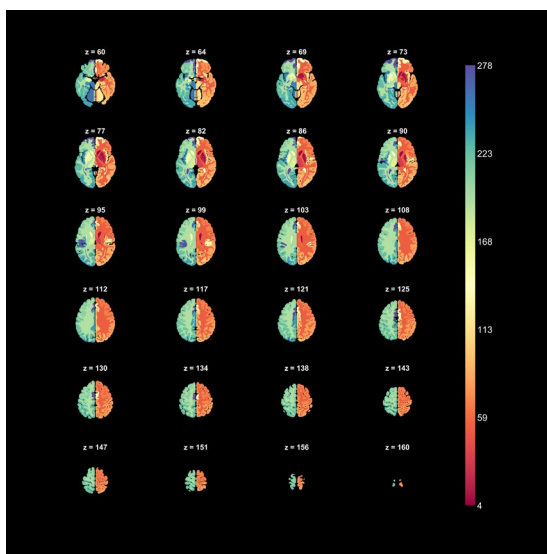 z = 60 z = 64 z = 69 z = 73
278
z = 77 z = 82 z = 86 z = 90
223
z = 95 z = 99 z = 103 z = 108
168
z = 112 z = 117 z = 121 z = 125
113
z = 130 z = 134 z = 138 z = 143
59
z = 147 z = 151 z = 156 z = 160
4